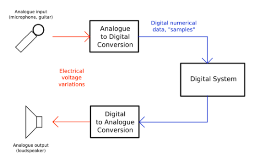 Analogue input
(microphone, guitar)
Analogue
to Digital
Conversion
Digital numerical
data, "samples"
Electrical
voltage
variations
Digital System
Digital
to Analogue
Conversion
Analogue output
(loudspeaker)